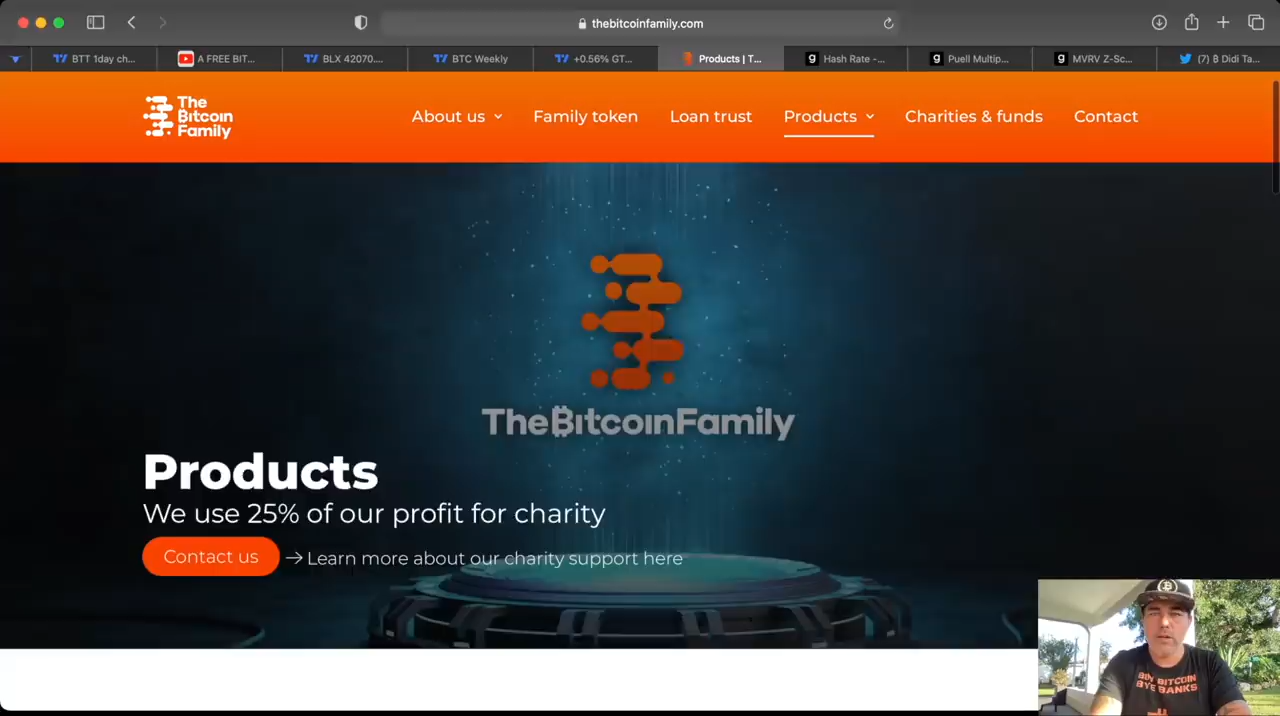 thebitcoinfamily.com
BTT 1day ch...
A FREE BIT...
BLX 42070....
BTC Weekly
+0.56% GT...
Products | T...
Hash Rate -...
Puell Multip...
MVRV Z-Sc...
(7) ₿ Didi Ta...
The
Bitcoin
Family
About us
Family token
Loan trust
Products
Charities & funds
Contact
The₿itcoinFamily
Products
We use 25% of our profit for charity
Contact us
Learn more about our charity support here
BUY BITCOIN
BYE BANKS